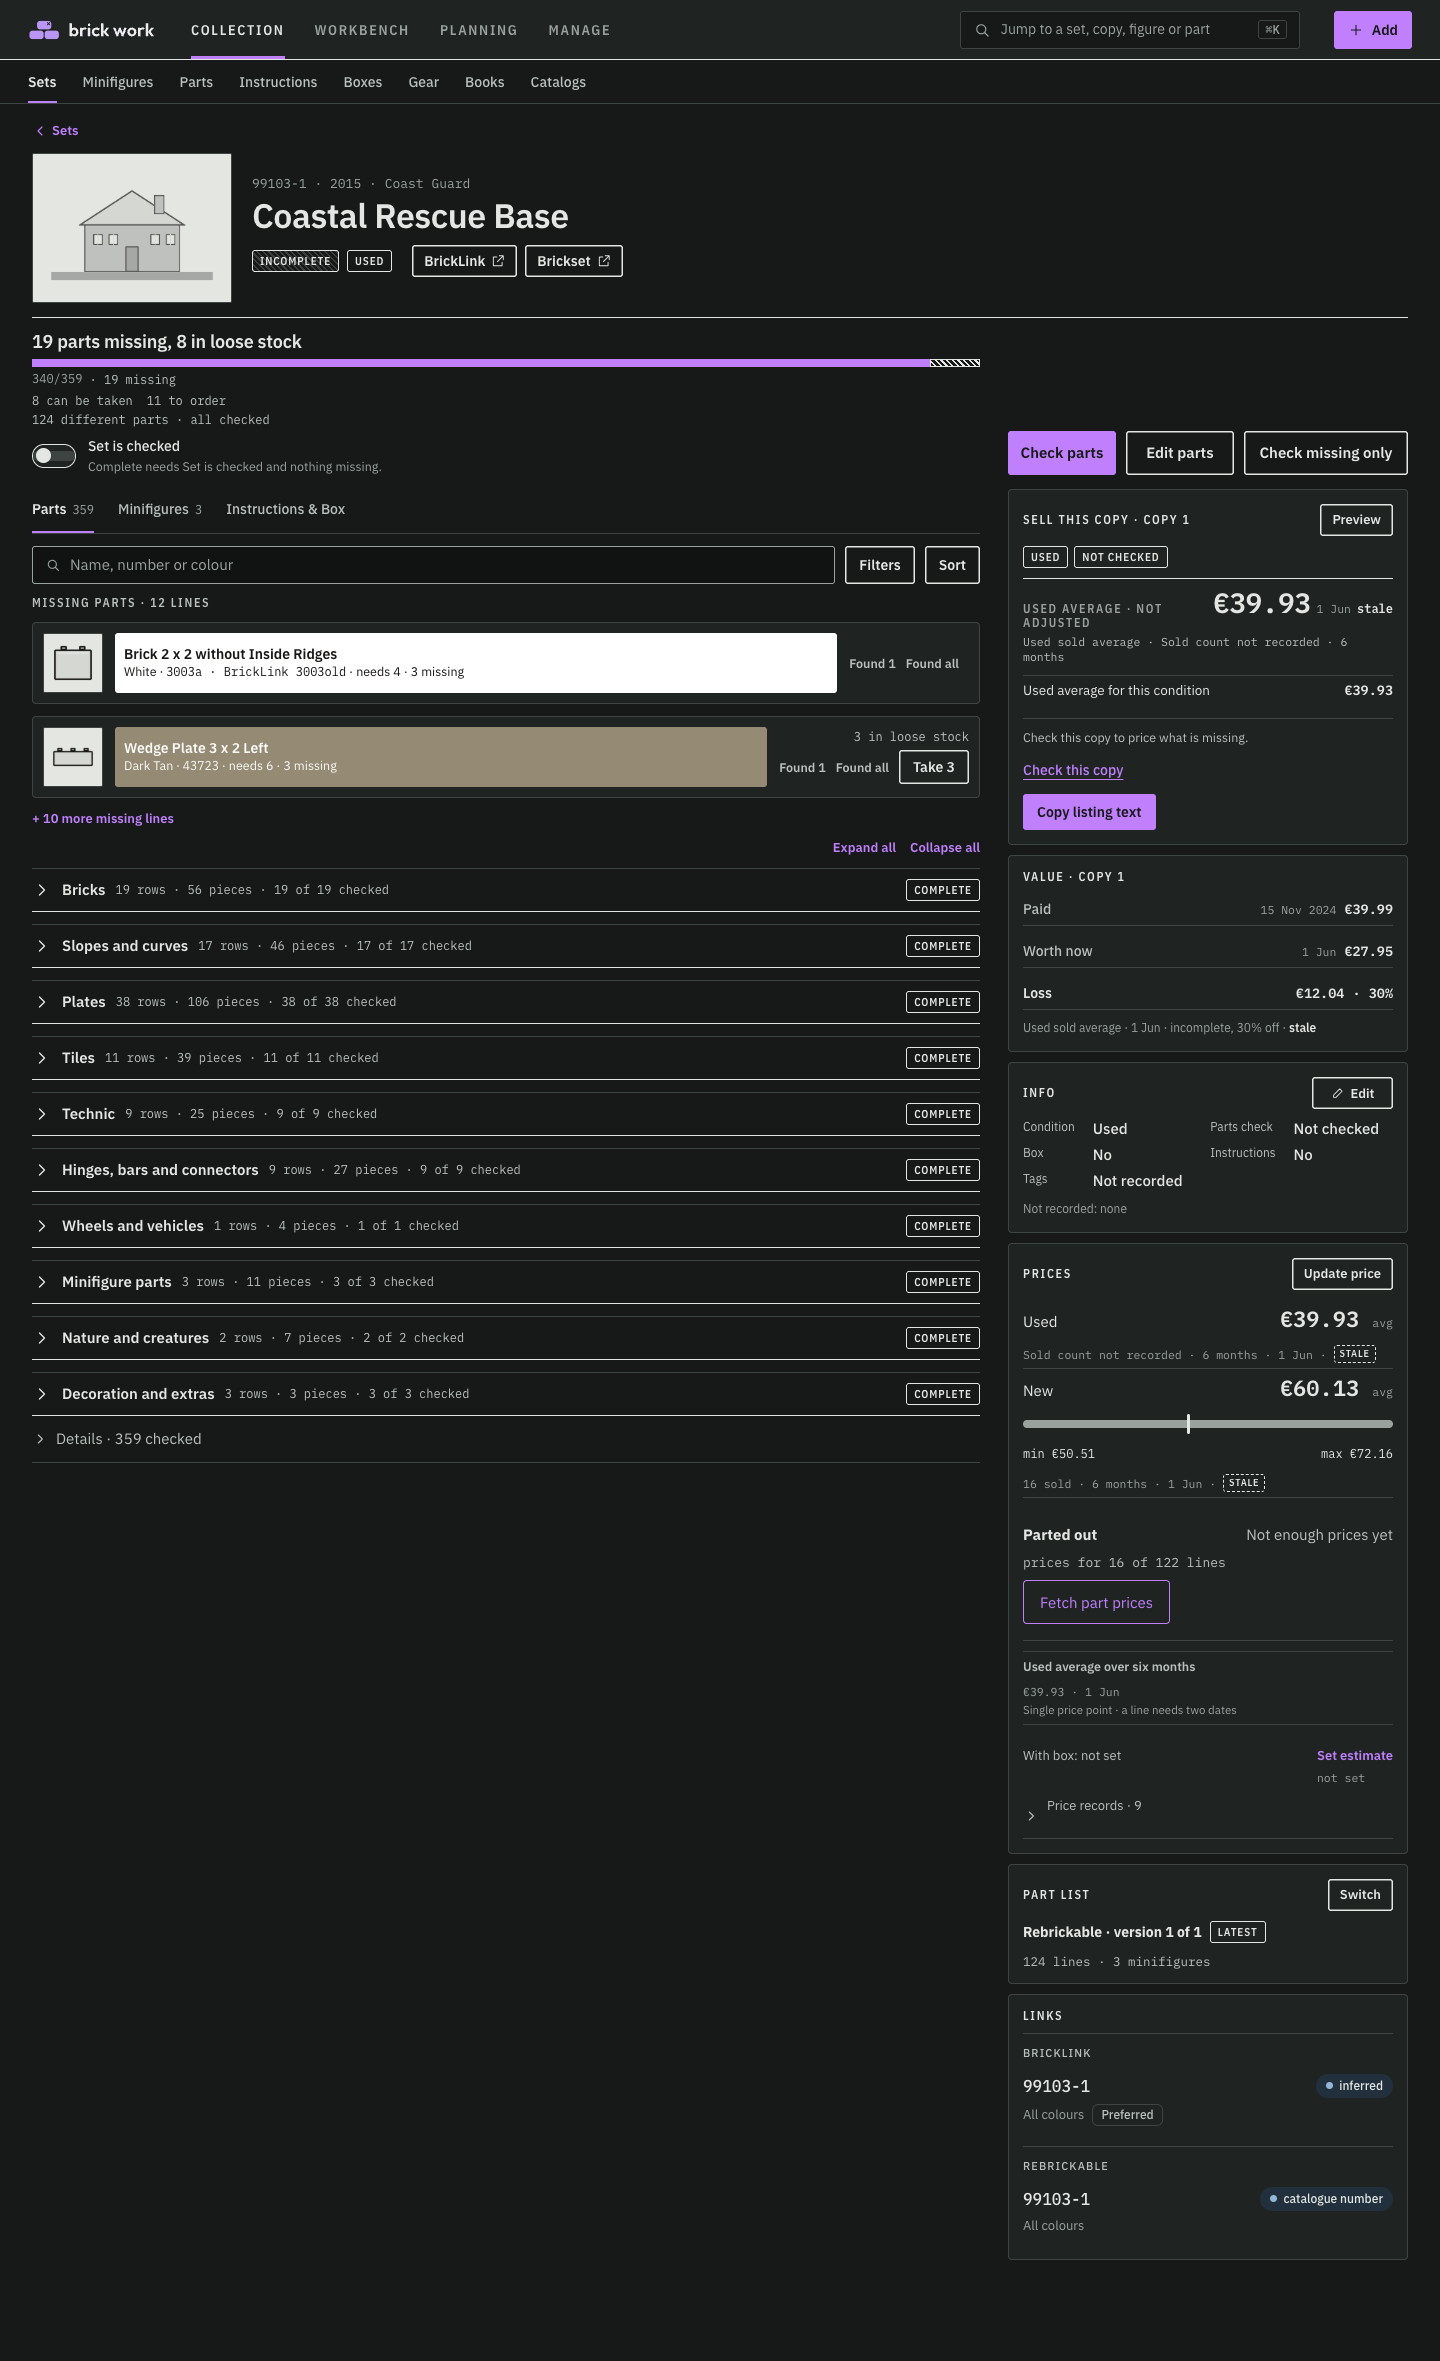 brick work
COLLECTION WORKBENCH PLANNING MANAGE
Jump to a set, copy, figure or part ⌘K
+ Add
Sets Minifigures Parts Instructions Boxes Gear Books Catalogs
Sets
99103-1 · 2015 · Coast Guard
Coastal Rescue Base
INCOMPLETE USED BrickLink Brickset
19 parts missing, 8 in loose stock
340/359 · 19 missing
8 can be taken 11 to order
124 different parts · all checked
Set is checked
Complete needs Set is checked and nothing missing.
Parts 359 Minifigures 3 Instructions & Box
Name, number or colour
Filters Sort
MISSING PARTS · 12 LINES
Brick 2 x 2 without Inside Ridges
White · 3003a · BrickLink 3003old · needs 4 · 3 missing
Found 1 Found all
Wedge Plate 3 x 2 Left
Dark Tan · 43723 · needs 6 · 3 missing
3 in loose stock
Found 1 Found all Take 3
+ 10 more missing lines
Expand all Collapse all
Bricks 19 rows · 56 pieces · 19 of 19 checked COMPLETE
Slopes and curves 17 rows · 46 pieces · 17 of 17 checked COMPLETE
Plates 38 rows · 106 pieces · 38 of 38 checked COMPLETE
Tiles 11 rows · 39 pieces · 11 of 11 checked COMPLETE
Technic 9 rows · 25 pieces · 9 of 9 checked COMPLETE
Hinges, bars and connectors 9 rows · 27 pieces · 9 of 9 checked COMPLETE
Wheels and vehicles 1 rows · 4 pieces · 1 of 1 checked COMPLETE
Minifigure parts 3 rows · 11 pieces · 3 of 3 checked COMPLETE
Nature and creatures 2 rows · 7 pieces · 2 of 2 checked COMPLETE
Decoration and extras 3 rows · 3 pieces · 3 of 3 checked COMPLETE
Details · 359 checked
Check parts Edit parts Check missing only
SELL THIS COPY · COPY 1 Preview
USED NOT CHECKED
USED AVERAGE · NOT
ADJUSTED
€39.93 1 Jun stale
Used sold average · Sold count not recorded · 6
months
Used average for this condition €39.93
Check this copy to price what is missing.
Check this copy
Copy listing text
VALUE · COPY 1
Paid 15 Nov 2024 €39.99
Worth now 1 Jun €27.95
Loss €12.04 · 30%
Used sold average · 1 Jun · incomplete, 30% off · stale
INFO Edit
Condition Used Parts check Not checked
Box No Instructions No
Tags Not recorded
Not recorded: none
PRICES Update price
Used €39.93 avg
Sold count not recorded · 6 months · 1 Jun · STALE
New €60.13 avg
min €50.51 max €72.16
16 sold · 6 months · 1 Jun · STALE
Parted out Not enough prices yet
prices for 16 of 122 lines
Fetch part prices
Used average over six months
€39.93 · 1 Jun
Single price point · a line needs two dates
With box: not set Set estimate
not set
Price records · 9
PART LIST Switch
Rebrickable · version 1 of 1 LATEST
124 lines · 3 minifigures
LINKS
BRICKLINK
99103-1 inferred
All colours Preferred
REBRICKABLE
99103-1 catalogue number
All colours